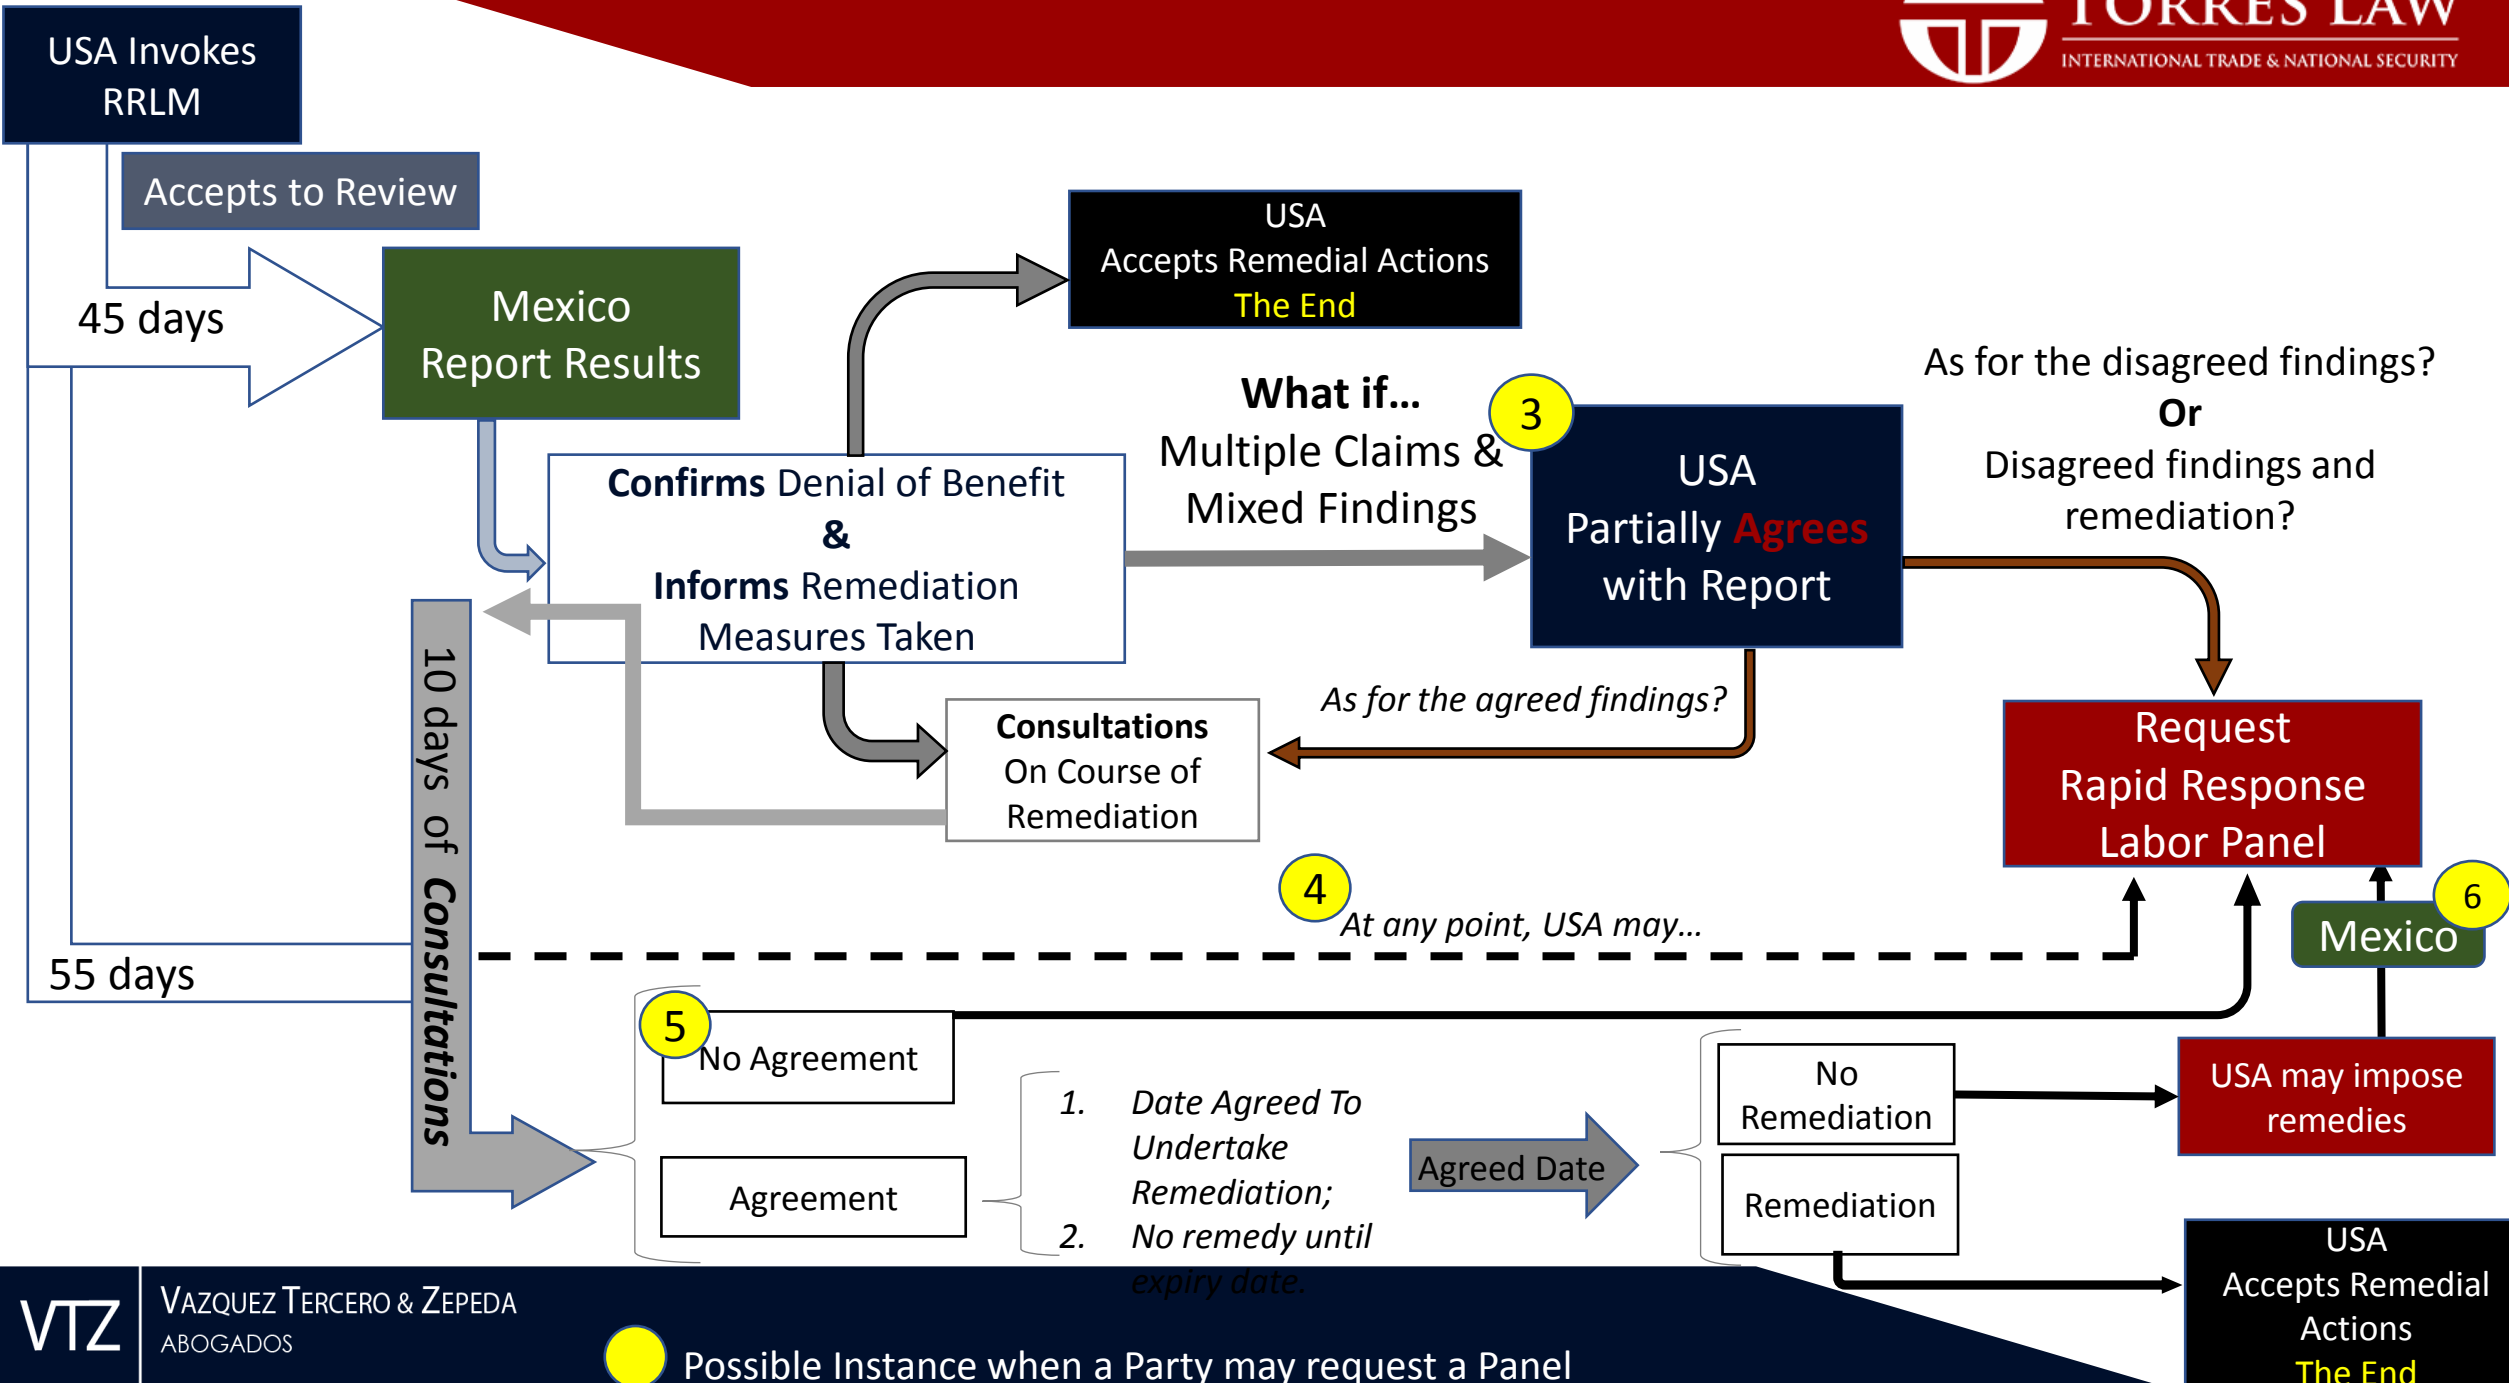 TORRES LAW
INTERNATIONAL TRADE & NATIONAL SECURITY
USA Invokes
RRLM
Accepts to Review
45 days
Mexico
Report Results
USA
Accepts Remedial Actions
The End
What if...
Multiple Claims &
Mixed Findings
3
USA
Partially Agrees
with Report
As for the disagreed findings?
Or
Disagreed findings and
remediation?
Confirms Denial of Benefit
&
Informs Remediation
Measures Taken
As for the agreed findings?
Consultations
On Course of
Remediation
Request
Rapid Response
Labor Panel
10 days of Consultations
4
At any point, USA may...
6
Mexico
55 days
5
No Agreement
Agreement
1. Date Agreed To
Undertake
Remediation;
2. No remedy until
expiry date.
Agreed Date
No
Remediation
Remediation
USA may impose
remedies
USA
Accepts Remedial
Actions
The End
VTZ
VAZQUEZ TERCERO & ZEPEDA
ABOGADOS
Possible Instance when a Party may request a Panel